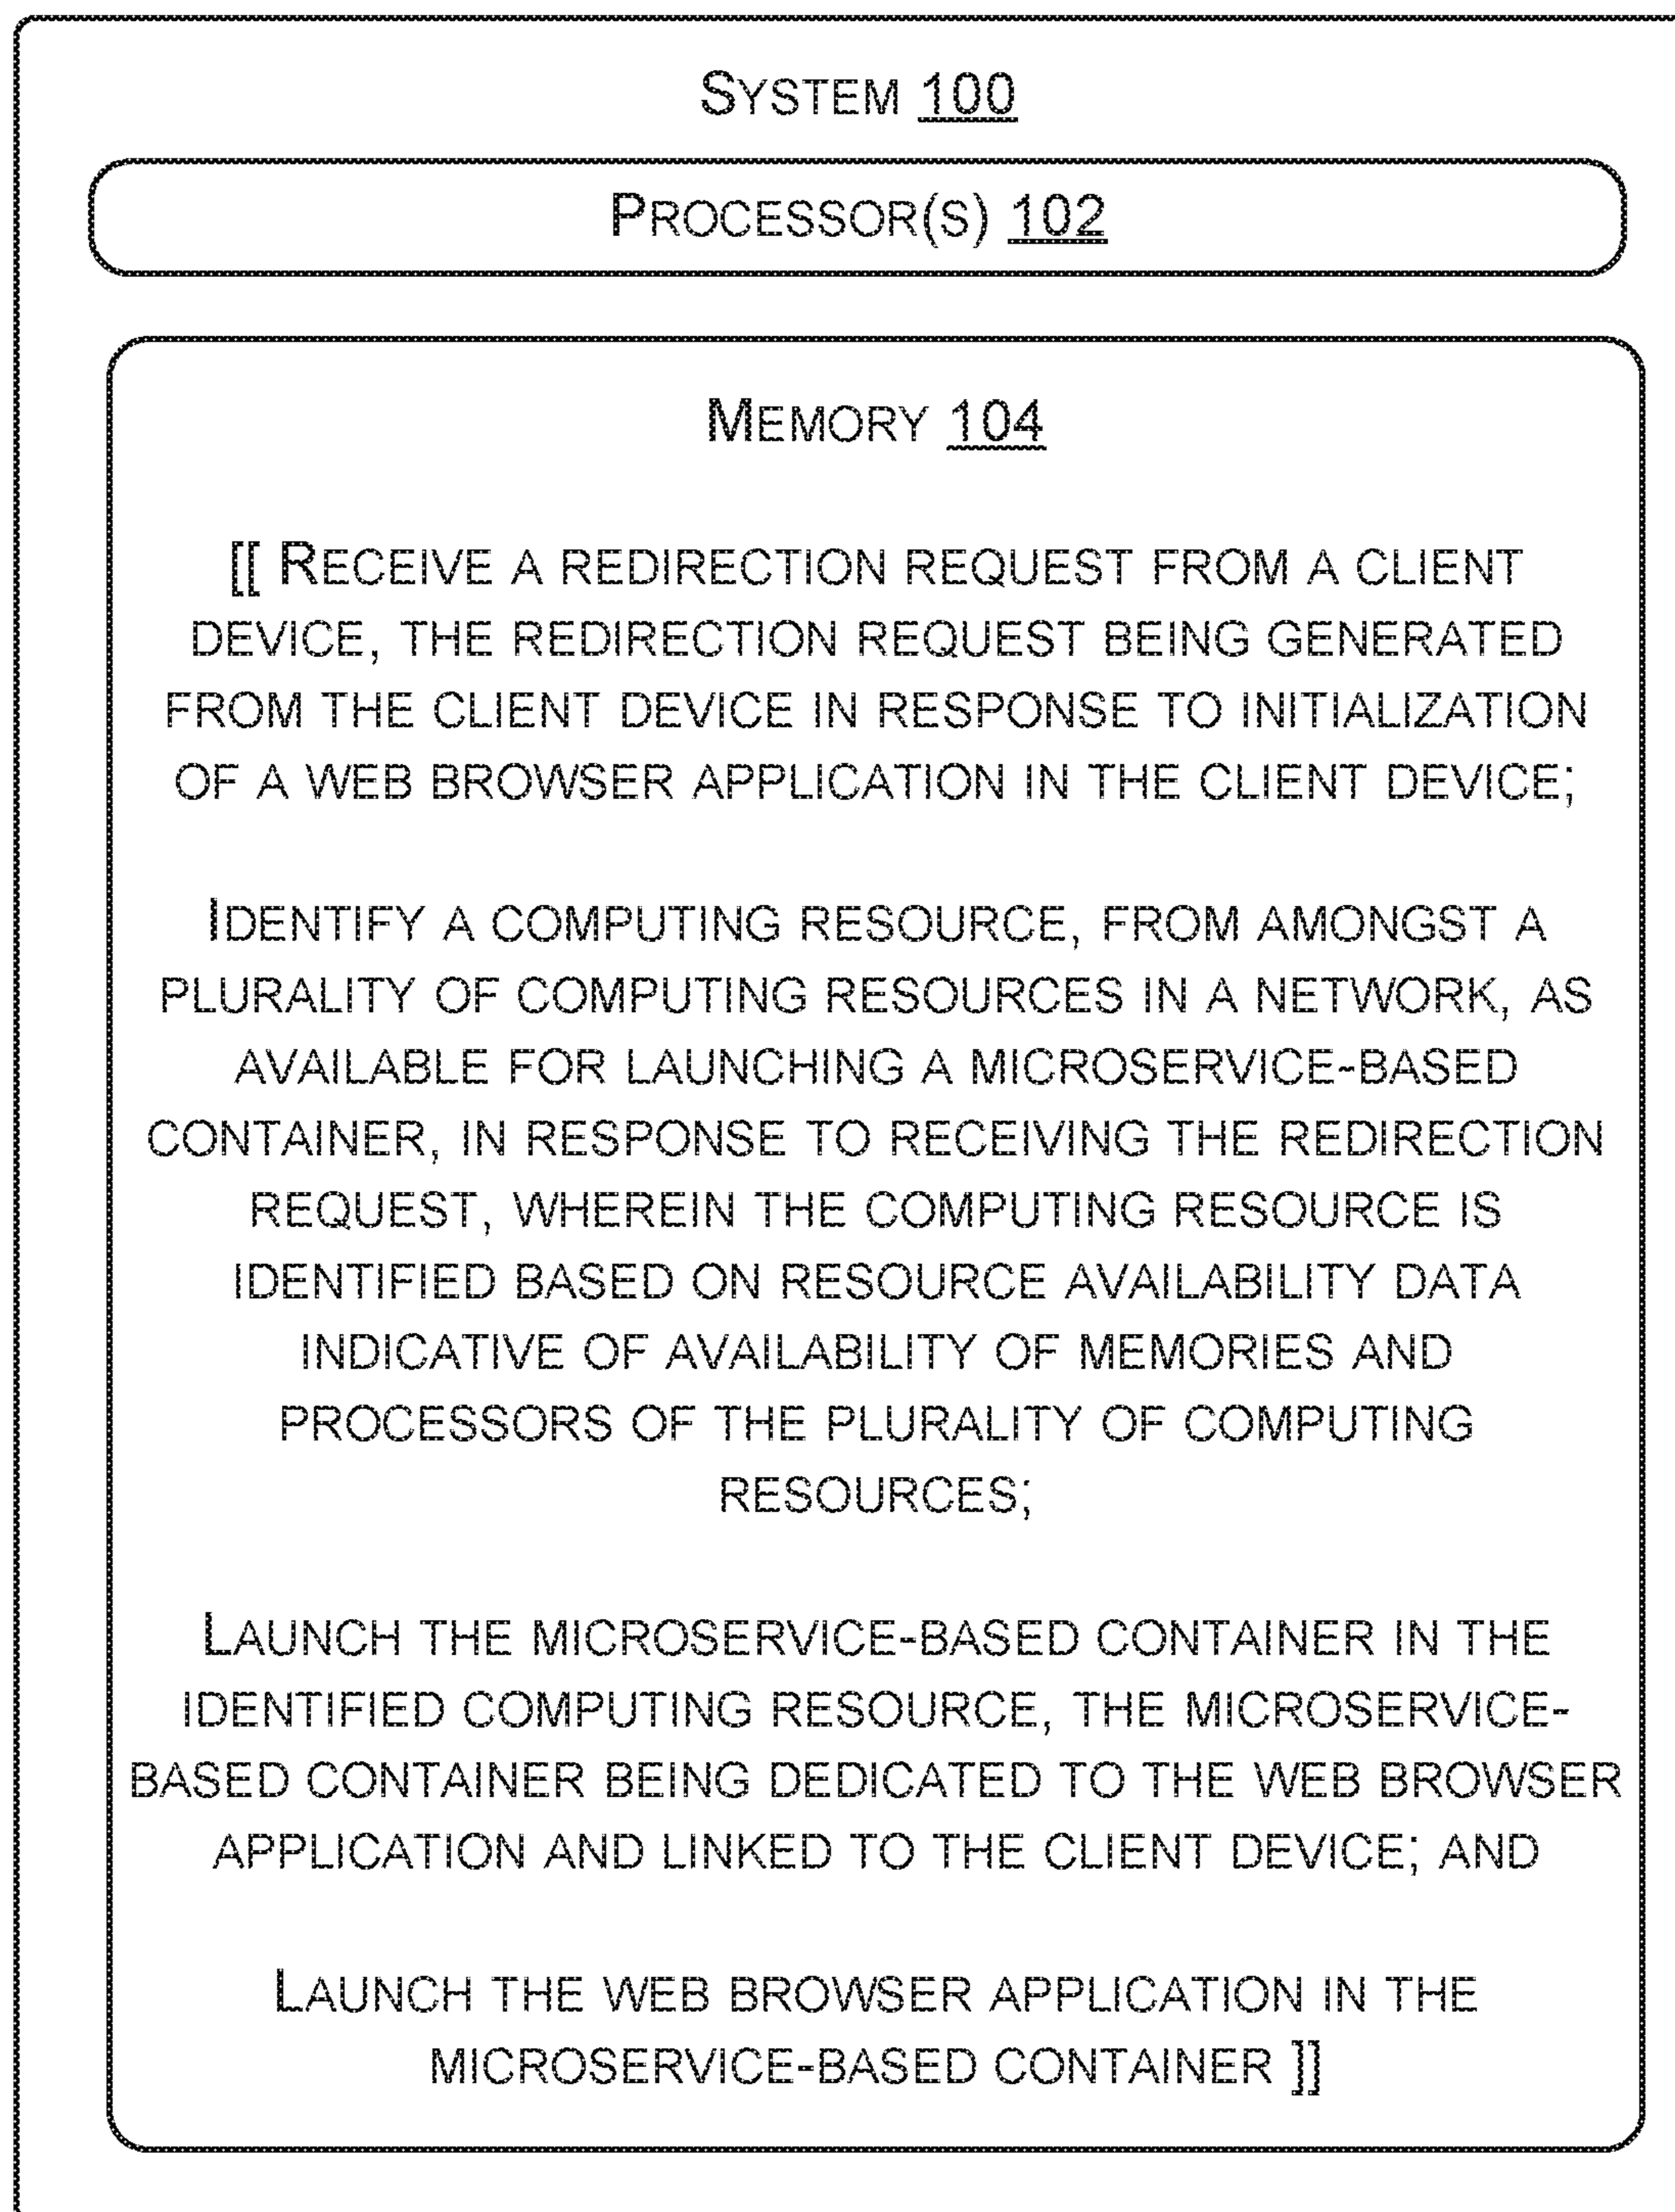 SYSTEM 100
PROCESSOR(S) 102
MEMORY 104
[[ RECEIVE A REDIRECTION REQUEST FROM A CLIENT
DEVICE, THE REDIRECTION REQUEST BEING GENERATED
FROM THE CLIENT DEVICE IN RESPONSE TO INITIALIZATION
OF A WEB BROWSER APPLICATION IN THE CLIENT DEVICE;
IDENTIFY A COMPUTING RESOURCE, FROM AMONGST A
PLURALITY OF COMPUTING RESOURCES IN A NETWORK, AS
AVAILABLE FOR LAUNCHING A MICROSERVICE-BASED
CONTAINER, IN RESPONSE TO RECEIVING THE REDIRECTION
REQUEST, WHEREIN THE COMPUTING RESOURCE IS
IDENTIFIED BASED ON RESOURCE AVAILABILITY DATA
INDICATIVE OF AVAILABILITY OF MEMORIES AND
PROCESSORS OF THE PLURALITY OF COMPUTING
RESOURCES;
LAUNCH THE MICROSERVICE-BASED CONTAINER IN THE
IDENTIFIED COMPUTING RESOURCE, THE MICROSERVICE-
BASED CONTAINER BEING DEDICATED TO THE WEB BROWSER
APPLICATION AND LINKED TO THE CLIENT DEVICE; AND
LAUNCH THE WEB BROWSER APPLICATION IN THE
MICROSERVICE-BASED CONTAINER ]]